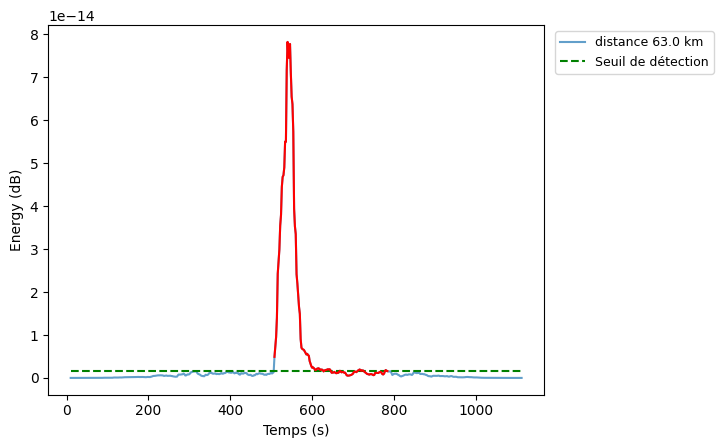 1e−14
distance 63.0 km
Seuil de détection
8
7
6
5
4
3
2
1
0
Energy (dB)
0 200 400 600 800 1000
Temps (s)